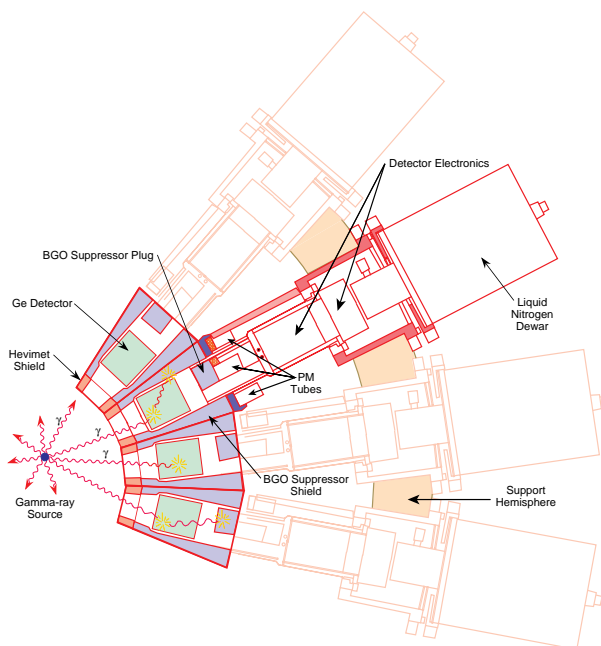 Detector Electronics
BGO Suppressor Plug
Ge Detector
Liquid
Nitrogen
Dewar
Hevimet
Shield
PM
Tubes
γ
γ
γ
BGO Suppressor
Shield
Gamma-ray
Source
Support
Hemisphere